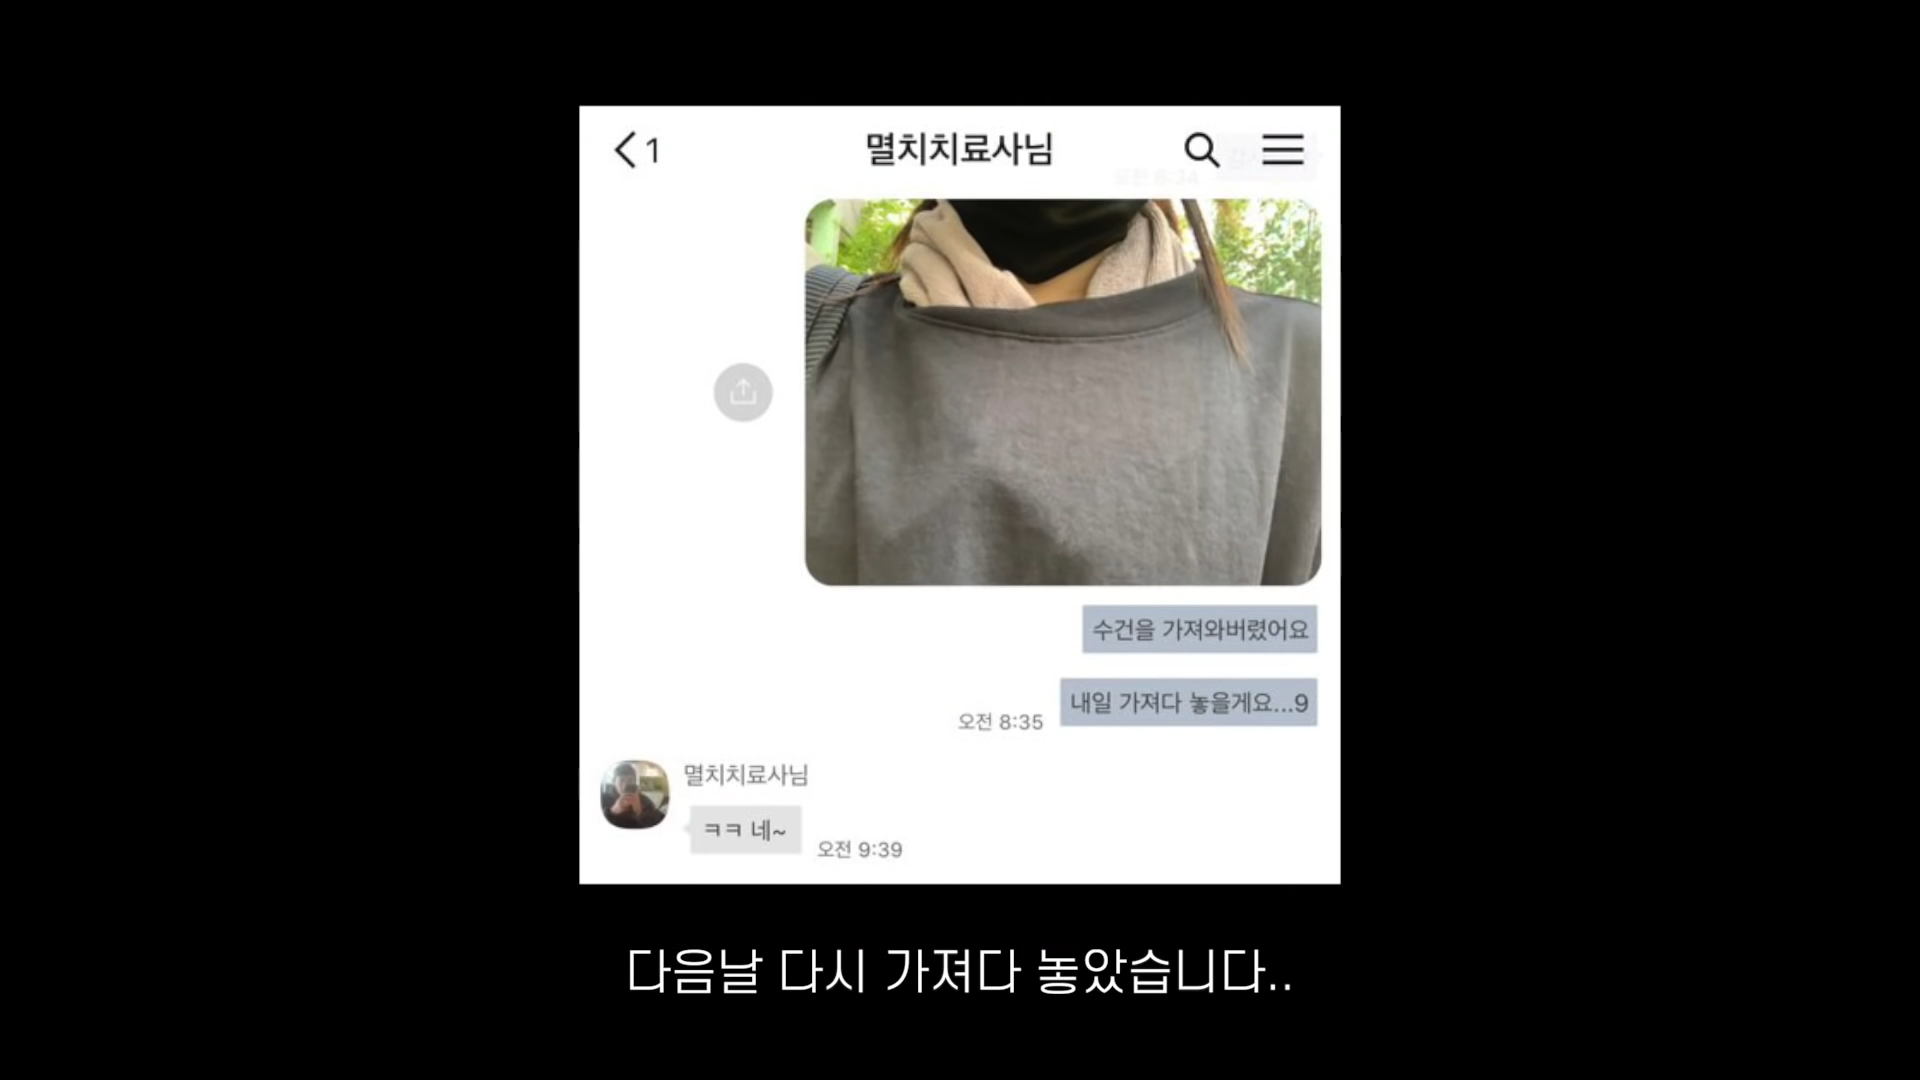 1
멸치치료사님
수건을 가져와버렸어요
내일 가져다 놓을게요...9
오전 8:35
멸치치료사님
ㅋㅋ 네~
오전 9:39
다음날 다시 가져다 놓았습니다..